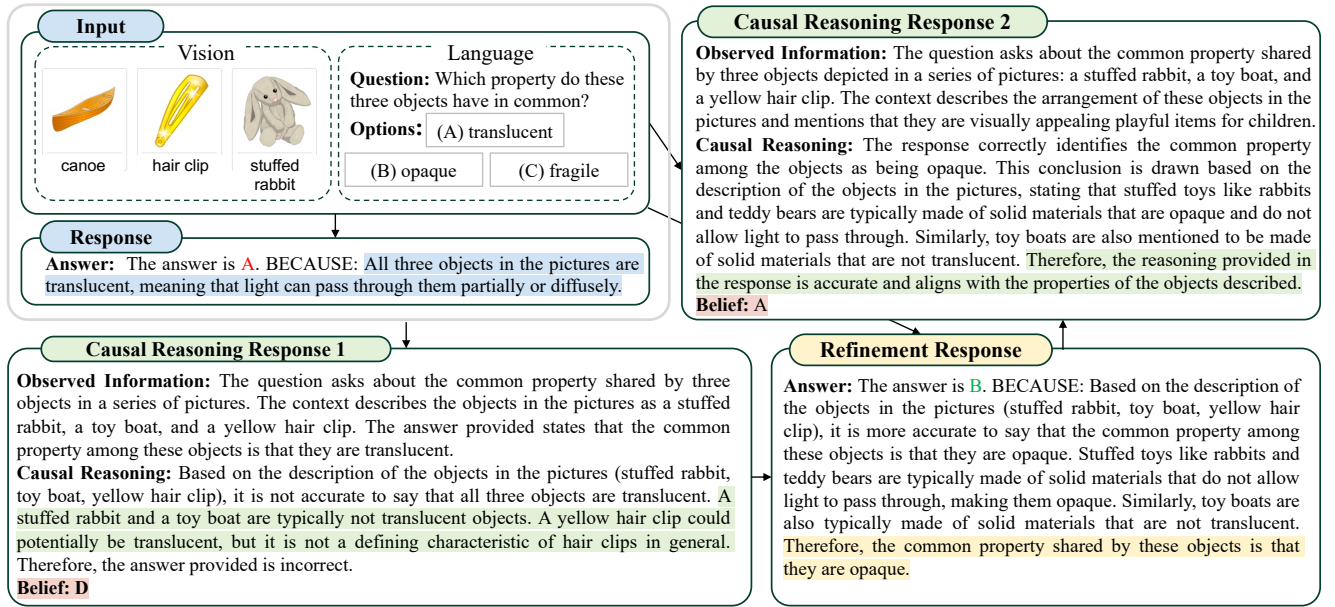 Input
Vision
canoe
hair clip
stuffed
rabbit
Language
Question: Which property do these
three objects have in common?
Options: (A) translucent
(B) opaque
(C) fragile
Response
Answer: The answer is A. BECAUSE: All three objects in the pictures are
translucent, meaning that light can pass through them partially or diffusely.
Causal Reasoning Response 1
Observed Information: The question asks about the common property shared by three
objects in a series of pictures. The context describes the objects in the pictures as a stuffed
rabbit, a toy boat, and a yellow hair clip. The answer provided states that the common
property among these objects is that they are translucent.
Causal Reasoning: Based on the description of the objects in the pictures (stuffed rabbit,
toy boat, yellow hair clip), it is not accurate to say that all three objects are translucent. A
stuffed rabbit and a toy boat are typically not translucent objects. A yellow hair clip could
potentially be translucent, but it is not a defining characteristic of hair clips in general.
Therefore, the answer provided is incorrect.
Belief: D
Refinement Response
Answer: The answer is B. BECAUSE: Based on the description of
the objects in the pictures (stuffed rabbit, toy boat, yellow hair
clip), it is more accurate to say that the common property among
these objects is that they are opaque. Stuffed toys like rabbits and
teddy bears are typically made of solid materials that do not allow
light to pass through, making them opaque. Similarly, toy boats are
also typically made of solid materials that are not translucent.
Therefore, the common property shared by these objects is that
they are opaque.
Causal Reasoning Response 2
Observed Information: The question asks about the common property shared
by three objects depicted in a series of pictures: a stuffed rabbit, a toy boat, and
a yellow hair clip. The context describes the arrangement of these objects in the
pictures and mentions that they are visually appealing playful items for children.
Causal Reasoning: The response correctly identifies the common property
among the objects as being opaque. This conclusion is drawn based on the
description of the objects in the pictures, stating that stuffed toys like rabbits
and teddy bears are typically made of solid materials that are opaque and do not
allow light to pass through. Similarly, toy boats are also mentioned to be made
of solid materials that are not translucent. Therefore, the reasoning provided in
the response is accurate and aligns with the properties of the objects described.
Belief: A